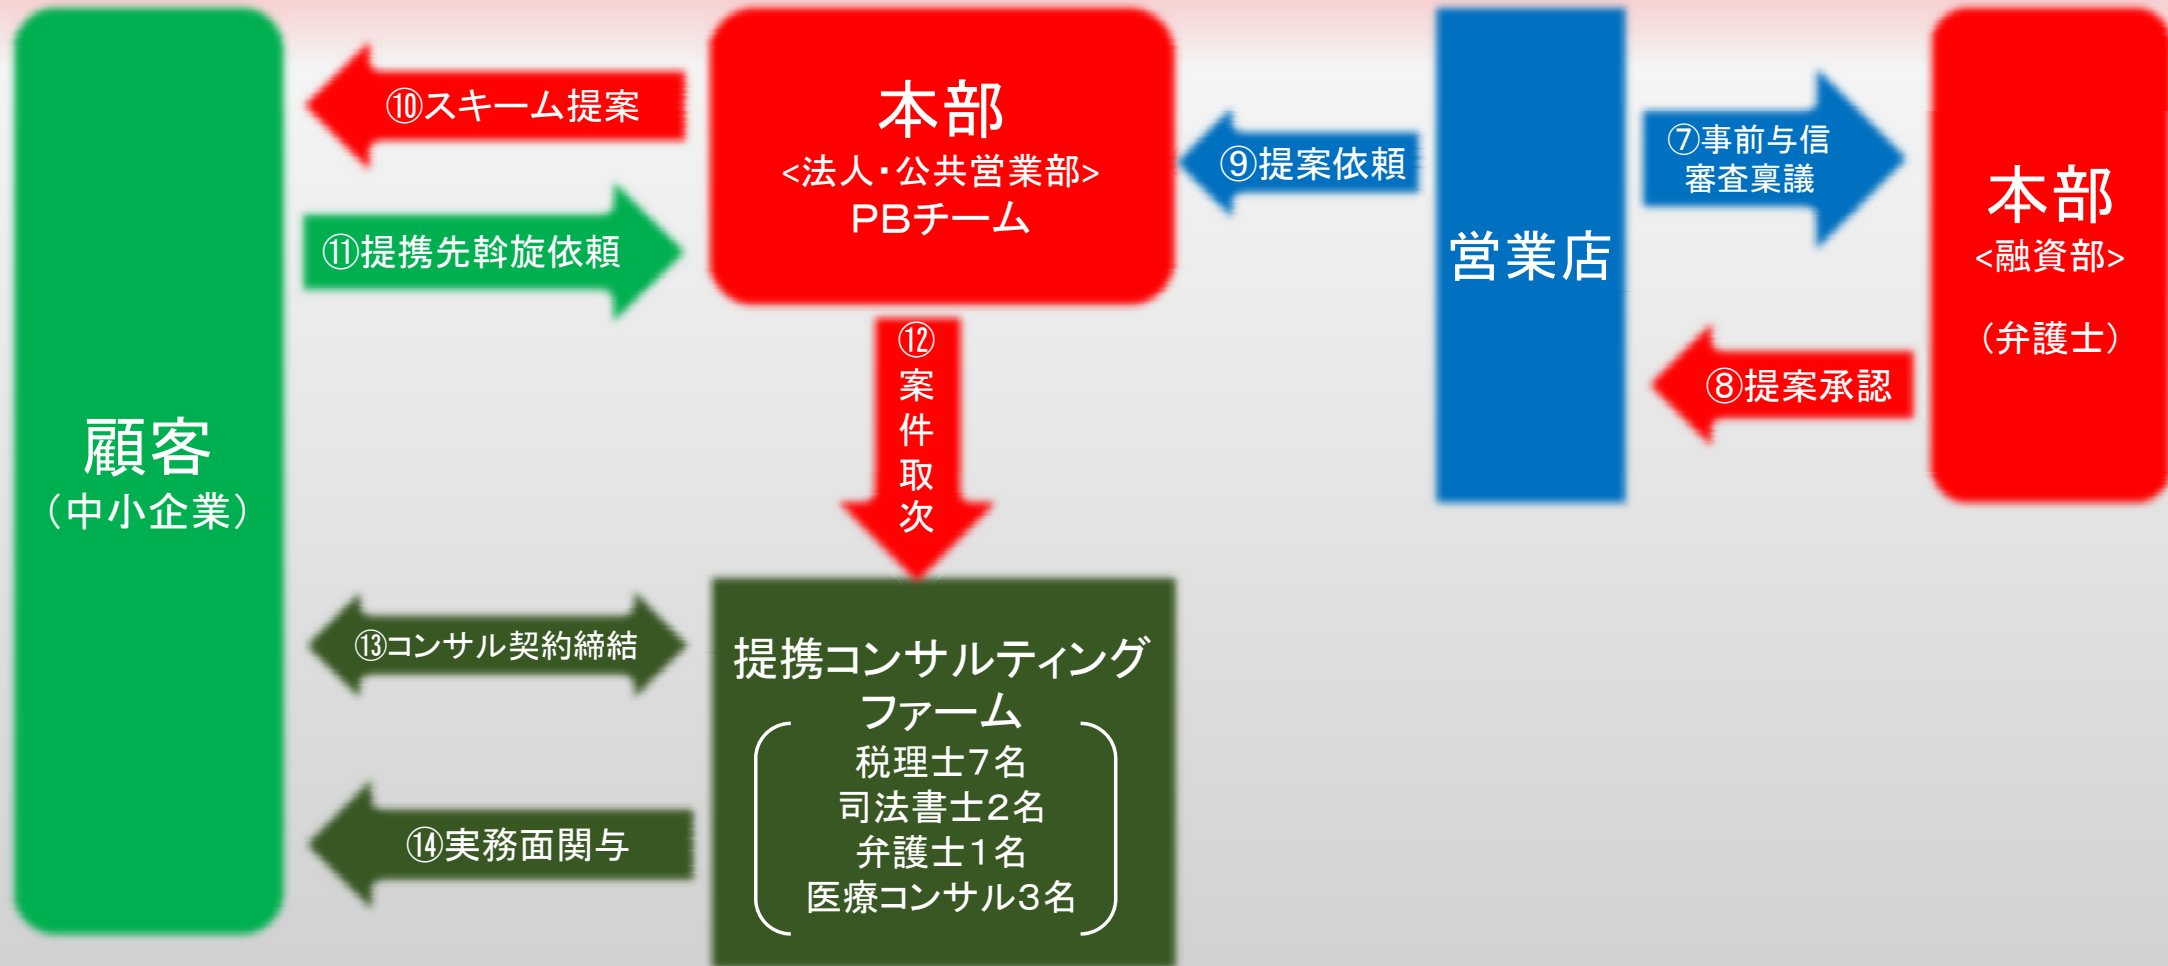 顧客
（中小企業）
⑩スキーム提案
⑪提携先斡旋依頼
本部
<法人・公共営業部>
ＰＢチーム
⑨提案依頼
営業店
⑦事前与信
審査稟議
⑧提案承認
本部
<融資部>
（弁護士）
⑫
案
件
取
次
⑬コンサル契約締結
⑭実務面関与
提携コンサルティング
ファーム
税理士７名
司法書士２名
弁護士１名
医療コンサル３名